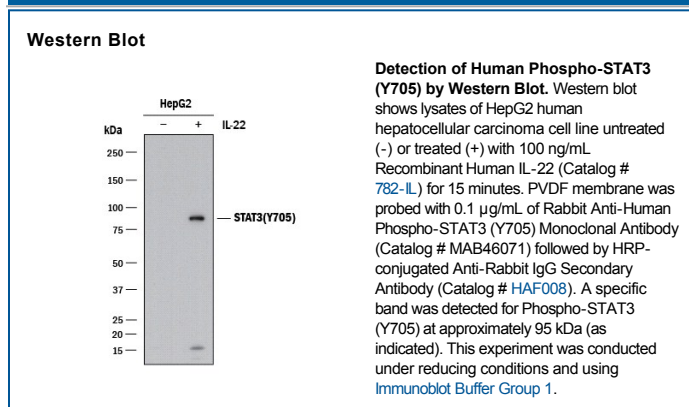 Western Blot
HepG2
kDa
– + IL-22
250
150
100
75
50
37
25
20
15
STAT3(Y705)
Detection of Human Phospho-STAT3
(Y705) by Western Blot. Western blot
shows lysates of HepG2 human
hepatocellular carcinoma cell line untreated
(-) or treated (+) with 100 ng/mL
Recombinant Human IL-22 (Catalog #
782-IL) for 15 minutes. PVDF membrane was
probed with 0.1 µg/mL of Rabbit Anti-Human
Phospho-STAT3 (Y705) Monoclonal Antibody
(Catalog # MAB46071) followed by HRP-
conjugated Anti-Rabbit IgG Secondary
Antibody (Catalog # HAF008). A specific
band was detected for Phospho-STAT3
(Y705) at approximately 95 kDa (as
indicated). This experiment was conducted
under reducing conditions and using
Immunoblot Buffer Group 1.